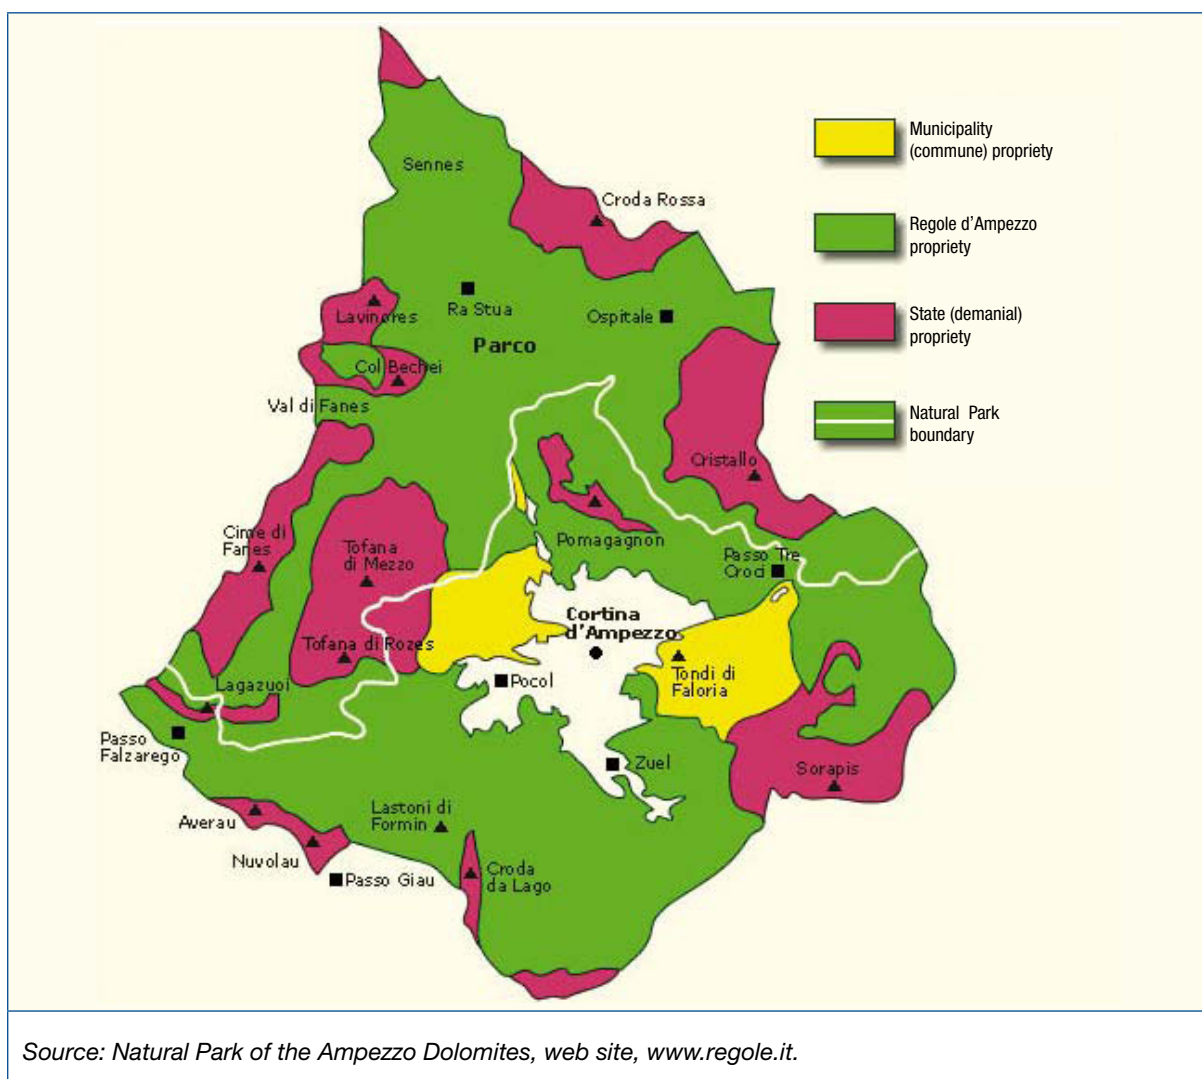 Sennes
Croda Rossa
Lavinores
Ra Stua
Ospitale
Parco
Col Bechei
Val di Fanes
Cristallo
Cime di
Fanes
Tofana
di Mezzo
Pomagagnon
Passo Tre
Croci
Cortina
d'Ampezzo
Tofana di Rozes
Tondi di
Faloria
Lagazuoi
Pocol
Passo
Falzarego
Zuel
Sorapis
Averau
Lastoni di
Formin
Nuvolau
Passo Giau
Croda
da Lago
Municipality
(commune) propriety
Regole d'Ampezzo
propriety
State (demanial)
propriety
Natural Park
boundary
Source: Natural Park of the Ampezzo Dolomites, web site, www.regole.it.